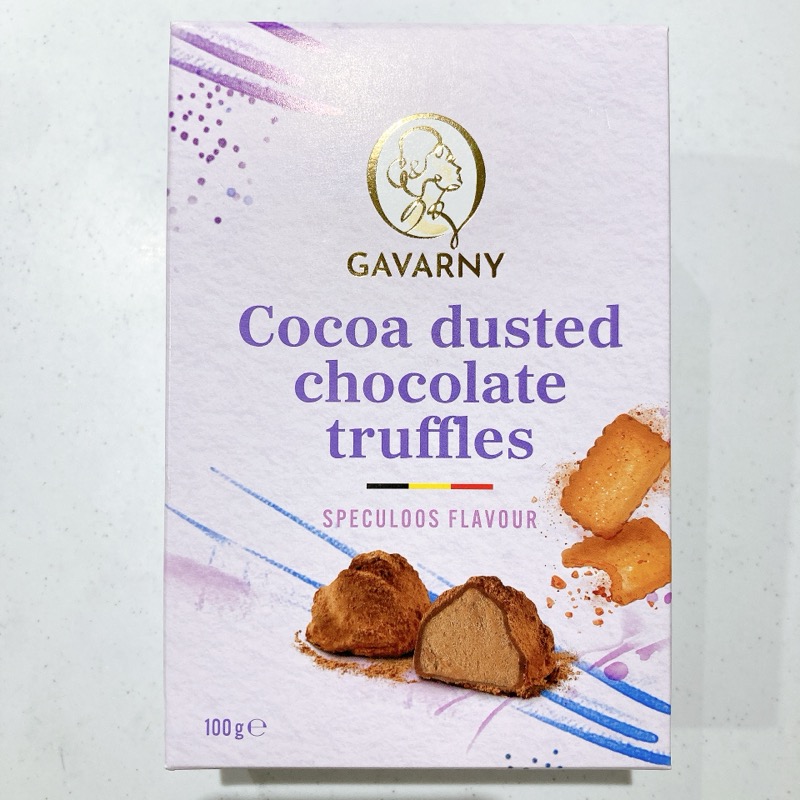 GAVARNY
Cocoa dusted
chocolate
truffles
SPECULOOS FLAVOUR
100g℮